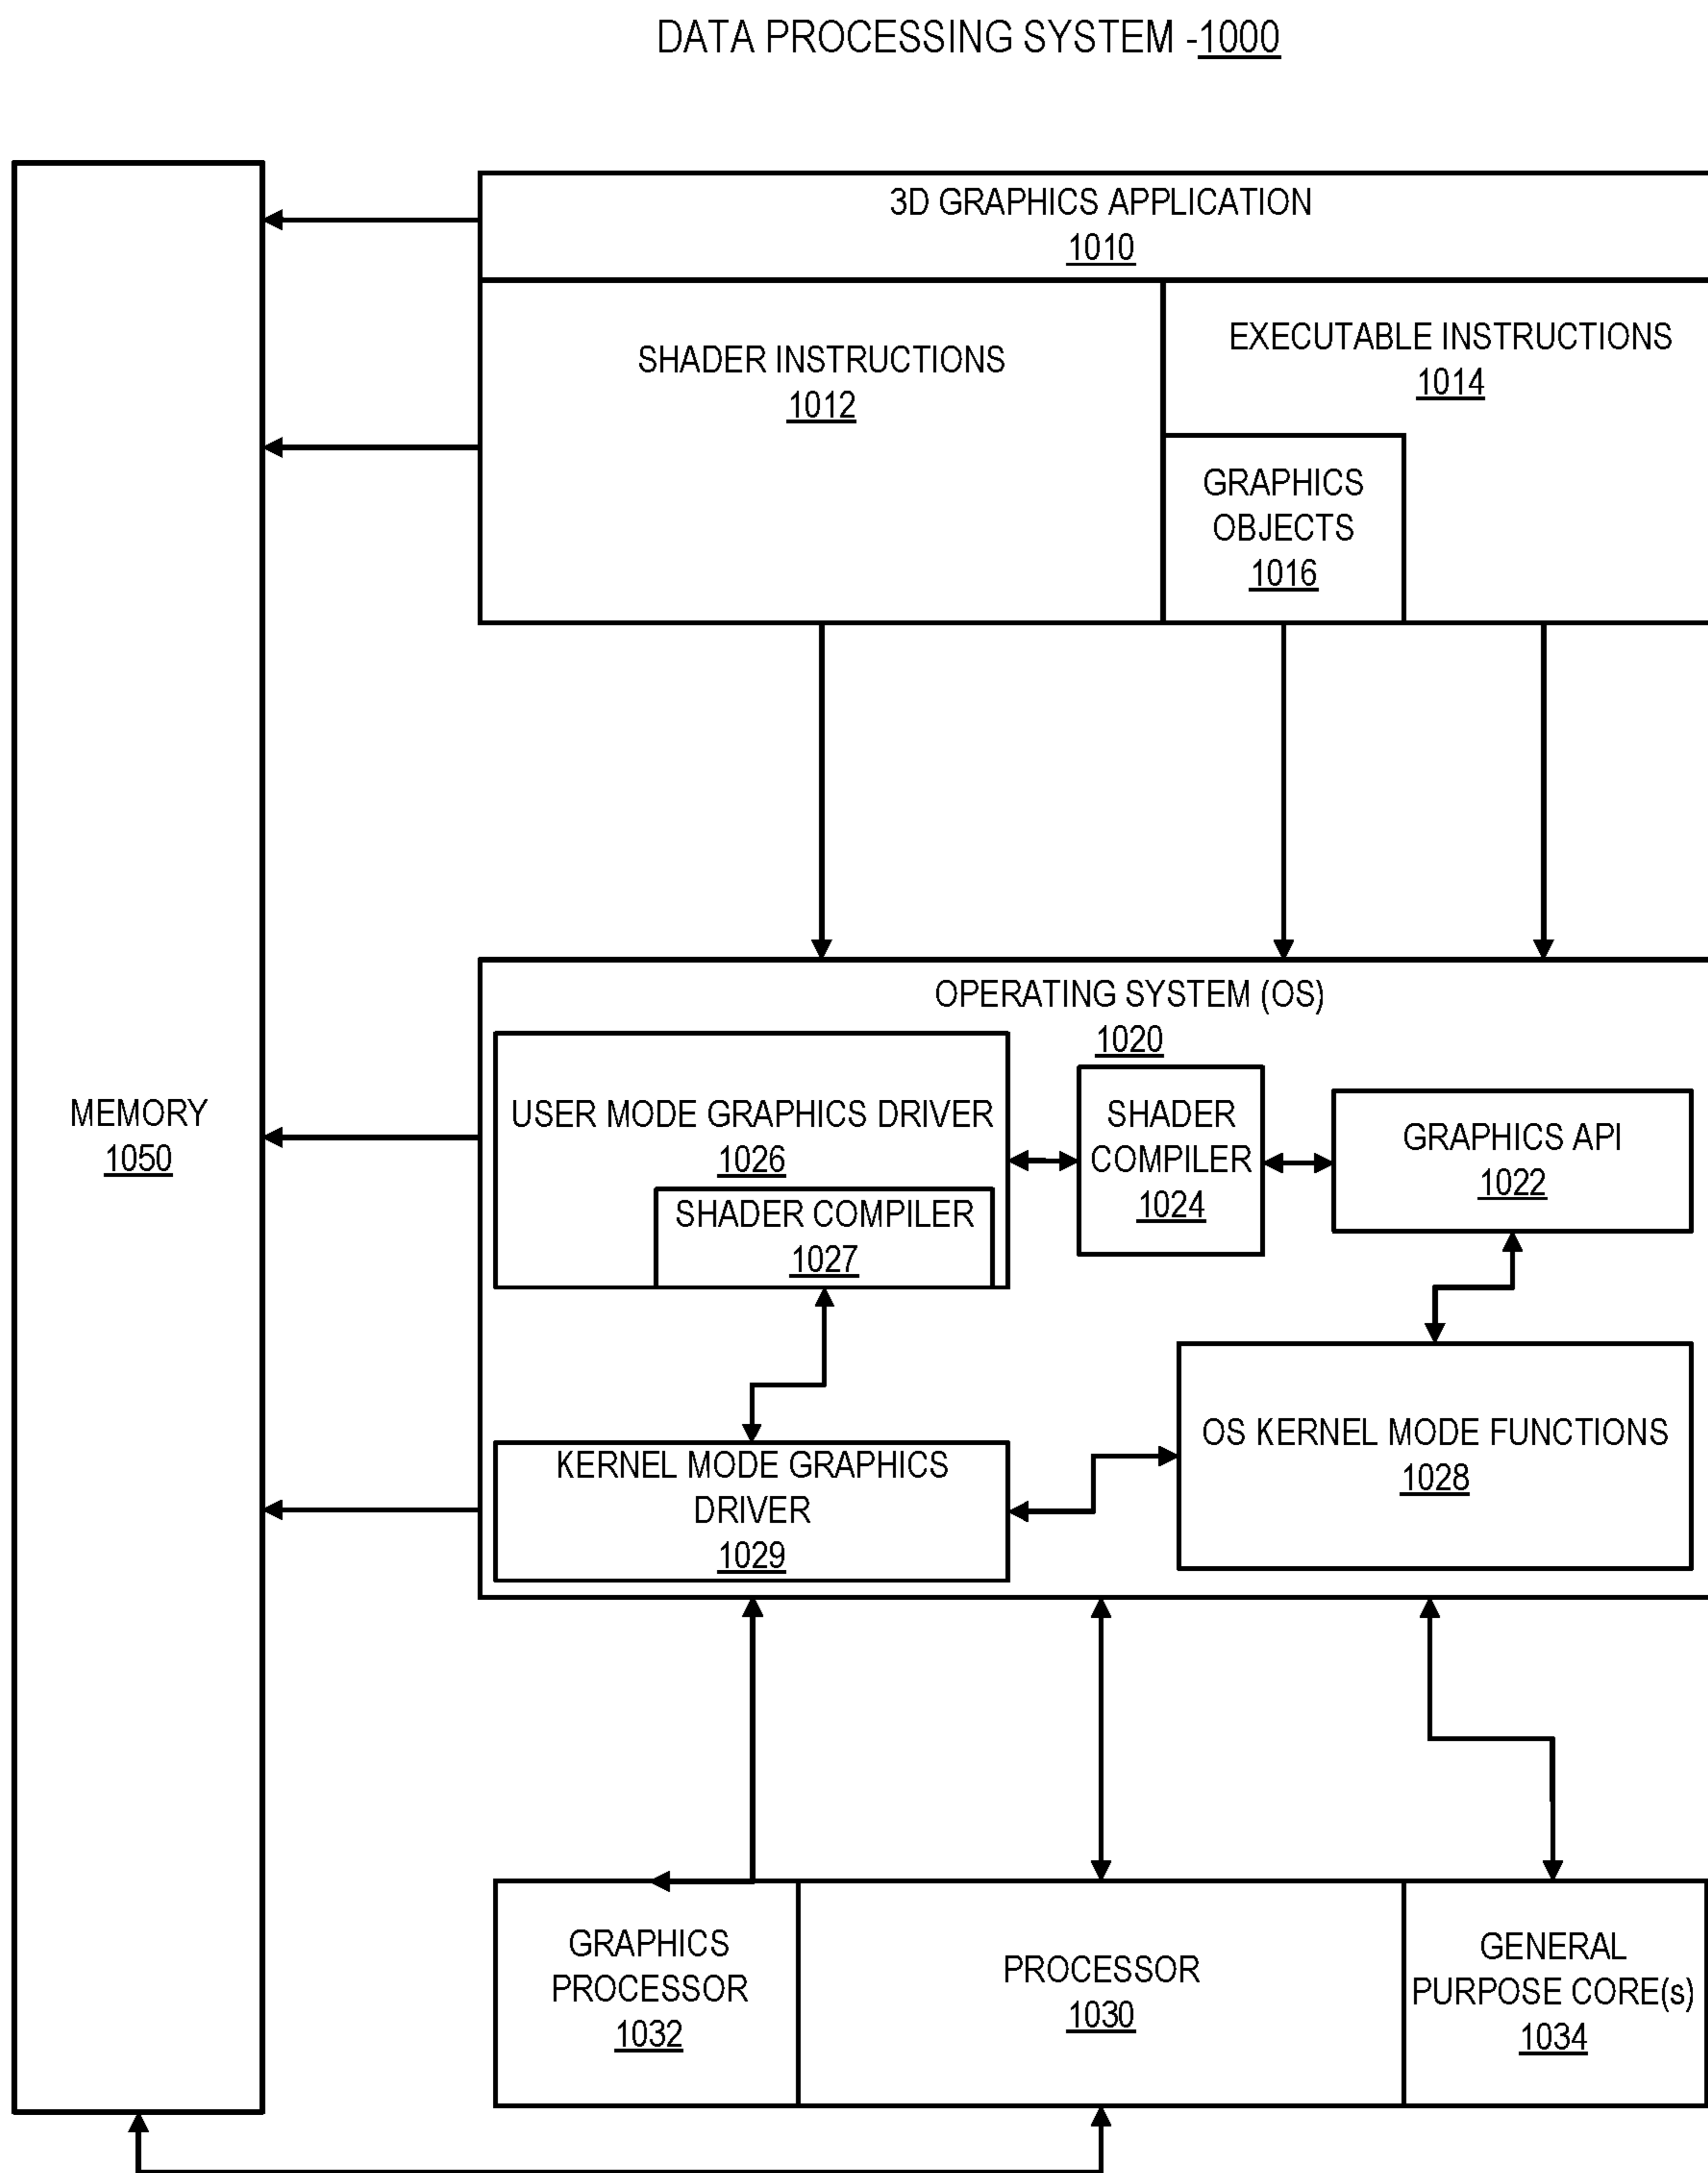 DATA PROCESSING SYSTEM -1000
3D GRAPHICS APPLICATION
1010
SHADER INSTRUCTIONS
1012
EXECUTABLE INSTRUCTIONS
1014
GRAPHICS
OBJECTS
1016
MEMORY
1050
OPERATING SYSTEM (OS)
1020
USER MODE GRAPHICS DRIVER
1026
SHADER COMPILER
1027
SHADER
COMPILER
1024
GRAPHICS API
1022
KERNEL MODE GRAPHICS
DRIVER
1029
OS KERNEL MODE FUNCTIONS
1028
GRAPHICS
PROCESSOR
1032
PROCESSOR
1030
GENERAL
PURPOSE CORE(s)
1034